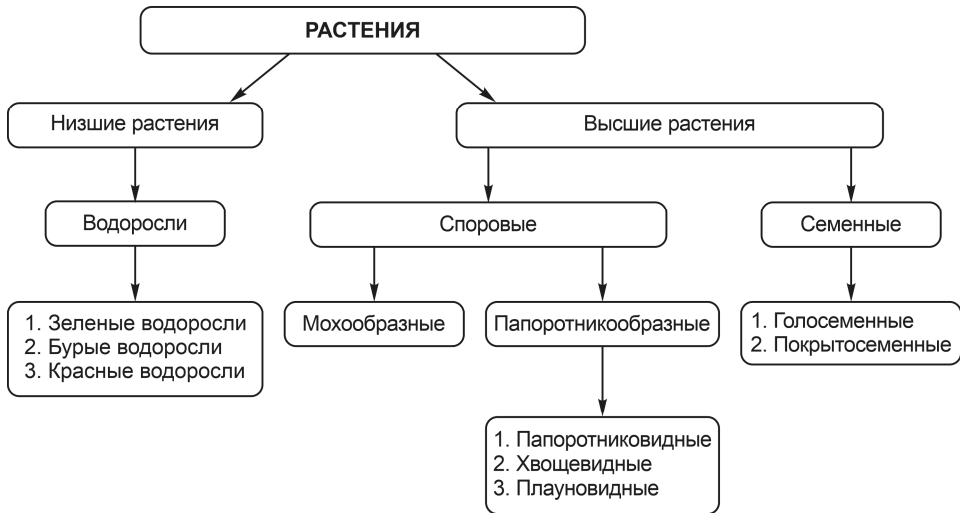 РАСТЕНИЯ
Низшие растения
Высшие растения
Водоросли
Споровые
Семенные
1. Зеленые водоросли
2. Бурые водоросли
3. Красные водоросли
Мохообразные
Папоротникообразные
1. Голосеменные
2. Покрытосеменные
1. Папоротниковидные
2. Хвощевидные
3. Плауновидные